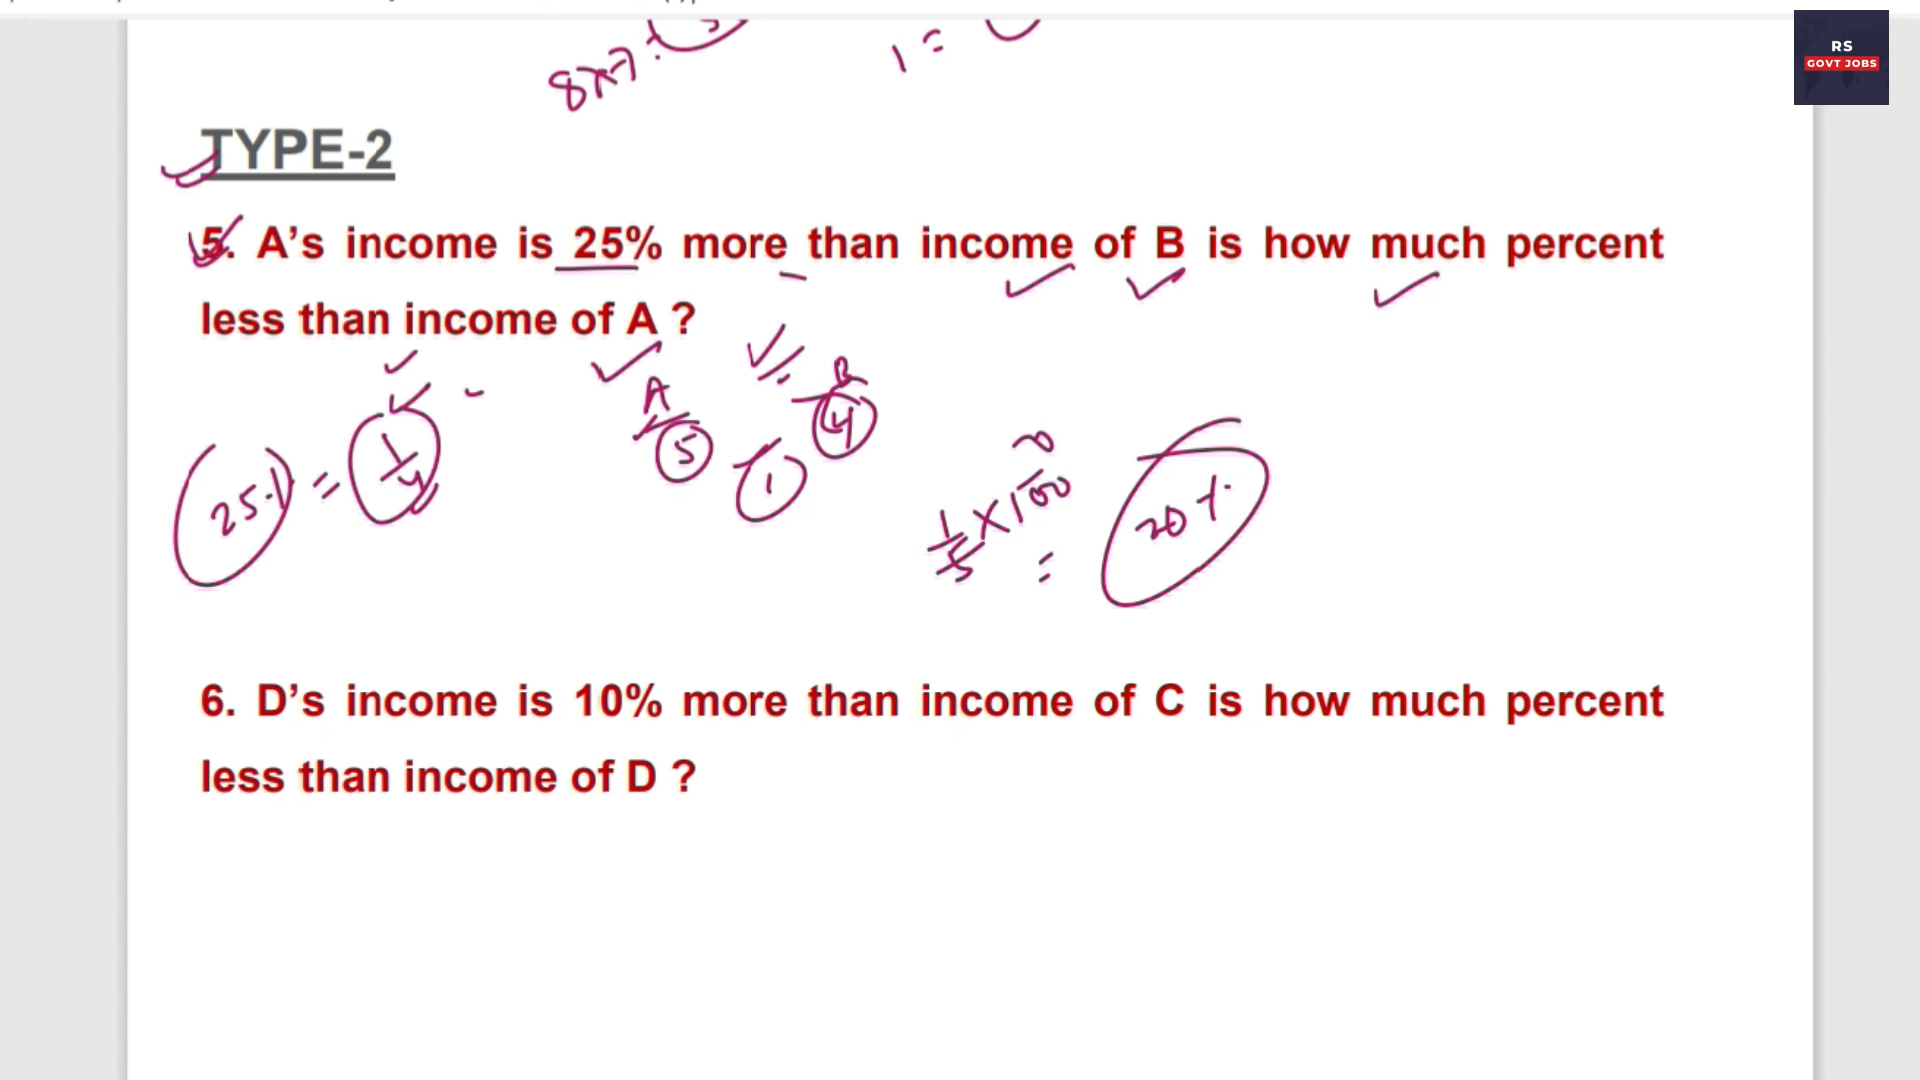 8x7:
1 =
RS
GOVT JOBS
TYPE-2
5. A's income is 25% more than income of B is how much percent
less than income of A ?
A B
5 4
1
25% = 1/4
1/5 × 100
= 20%
6. D's income is 10% more than income of C is how much percent
less than income of D ?